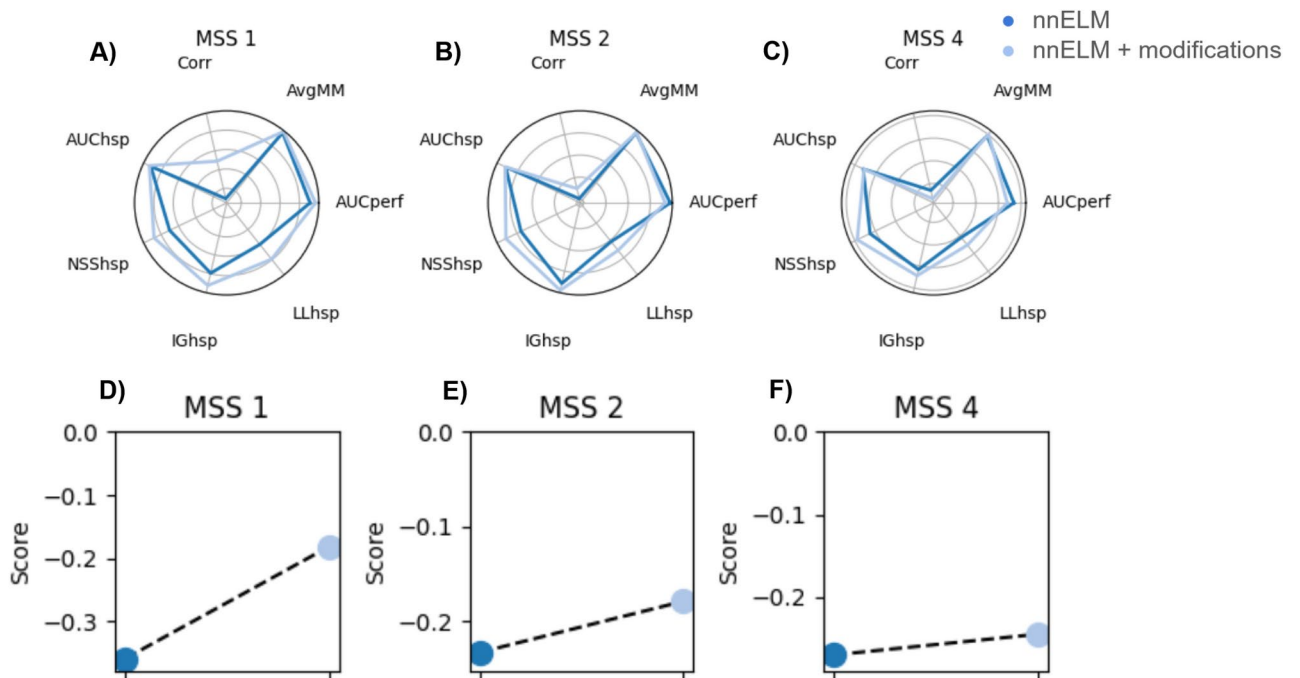 A)
MSS 1
Corr
AvgMM
AUChsp
AUCperf
NSShsp
LLhsp
IGhsp
B)
MSS 2
Corr
AvgMM
AUChsp
AUCperf
NSShsp
LLhsp
IGhsp
C)
MSS 4
Corr
AvgMM
AUChsp
AUCperf
NSShsp
LLhsp
IGhsp
nnELM
nnELM + modifications
D)
MSS 1
0.0
−0.1
−0.2
−0.3
Score
E)
MSS 2
0.0
−0.1
−0.2
Score
F)
MSS 4
0.0
−0.1
−0.2
Score